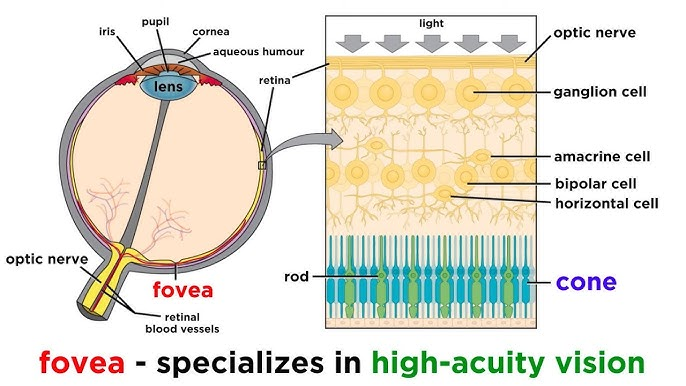 pupil
iris
cornea
aqueous humour
lens
retina
optic nerve
fovea
retinal
blood vessels
light
optic nerve
ganglion cell
amacrine cell
bipolar cell
horizontal cell
rod
cone
fovea - specializes in high-acuity vision